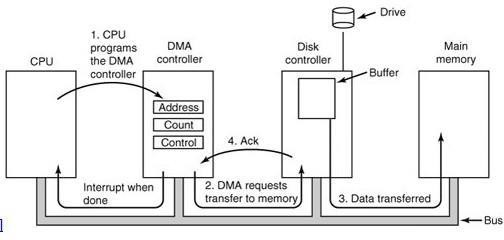 Drive
1. CPU
programs
the DMA
controller
CPU
DMA
controller
Disk
controller
Main
memory
Buffer
Address
Count
Control
4. Ack
Interrupt when
done
2. DMA requests
transfer to memory
3. Data transferred
Bus